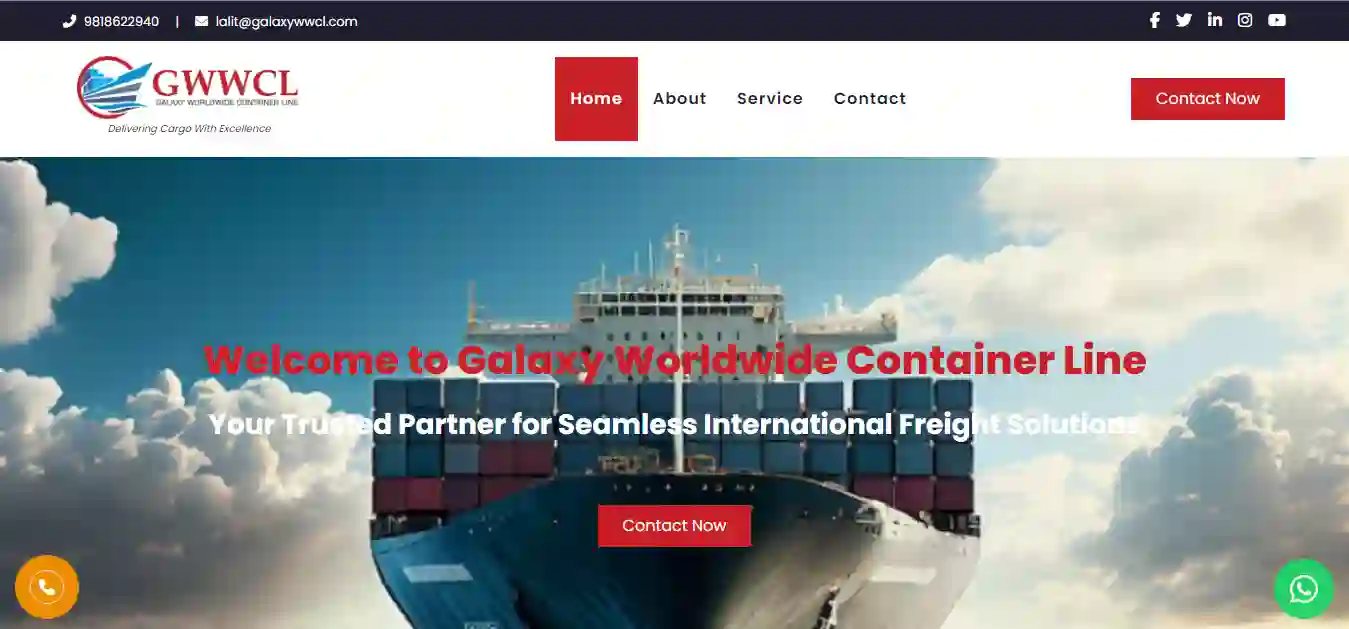 9818622940 | lalit@galaxywwcl.com
GWWCL
GALAXY WORLDWIDE CONTAINER LINE
Delivering Cargo With Excellence
Home About Service Contact
Contact Now
Welcome to Galaxy Worldwide Container Line
Your Trusted Partner for Seamless International Freight Solutions
Contact Now